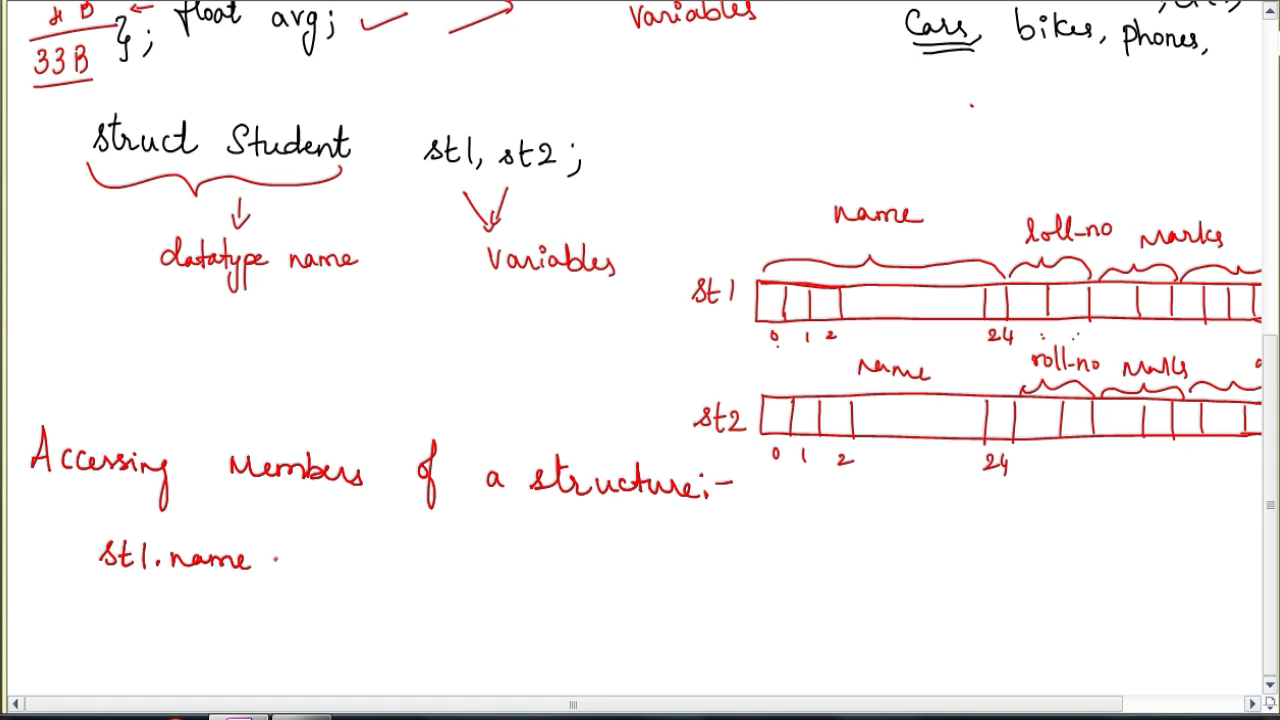 4 B
}; float avg;
variables
33B
Cars, bikes, phones,
struct Student st1, st2;
datatype name variables
name roll-no marks
st1
0 1 2 24
name roll-no marks
st2
0 1 2 24
Accessing members of a structure:-
st1.name